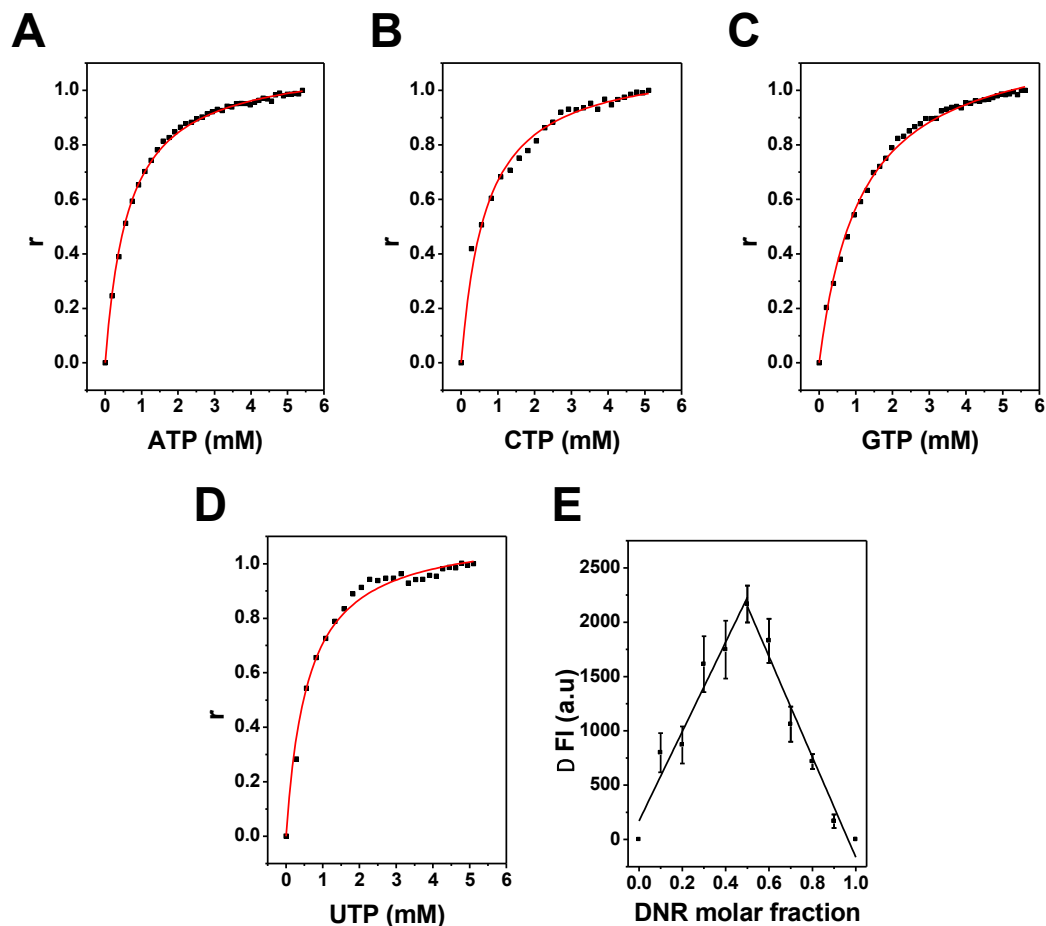 A
B
C
1.0
0.8
0.6
0.4
0.2
0.0
r
0 1 2 3 4 5 6
ATP (mM)
1.0
0.8
0.6
0.4
0.2
0.0
r
0 1 2 3 4 5 6
CTP (mM)
1.0
0.8
0.6
0.4
0.2
0.0
r
0 1 2 3 4 5 6
GTP (mM)
D
E
1.0
0.8
0.6
0.4
0.2
0.0
r
0 1 2 3 4 5 6
UTP (mM)
2500
2000
1500
1000
500
0
D FI (a.u)
0.0 0.2 0.4 0.6 0.8 1.0
DNR molar fraction